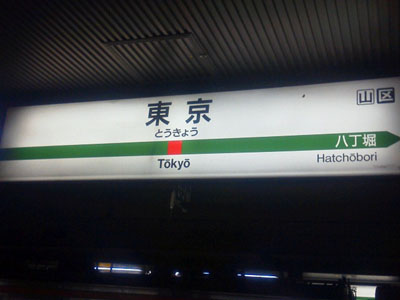 山区
東京
とうきょう
Tōkyō
八丁堀
Hatchōbori